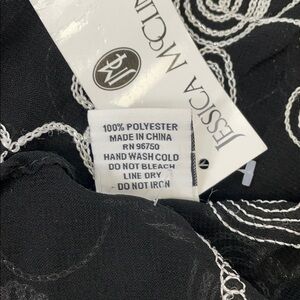 JESSICA McCLIN
100% POLYESTER
MADE IN CHINA
RN 96750
HAND WASH COLD
DO NOT BLEACH
LINE DRY
DO NOT IRON